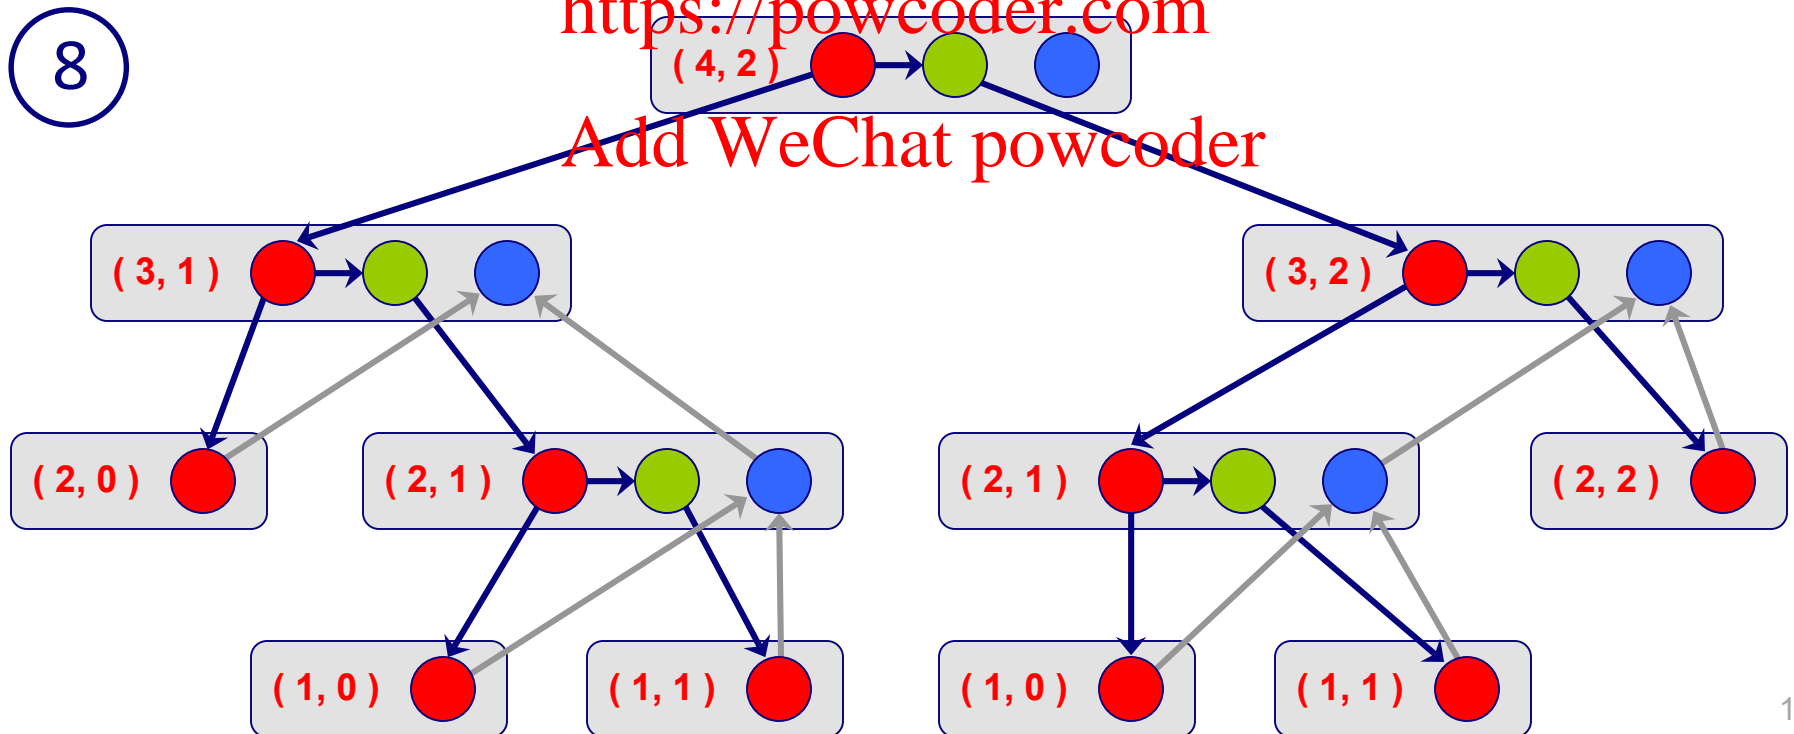 https://powcoder.com
8
( 4, 2 )
Add WeChat powcoder
( 3, 1 )
( 3, 2 )
( 2, 0 )
( 2, 1 )
( 2, 1 )
( 2, 2 )
( 1, 0 )
( 1, 1 )
( 1, 0 )
( 1, 1 )
1